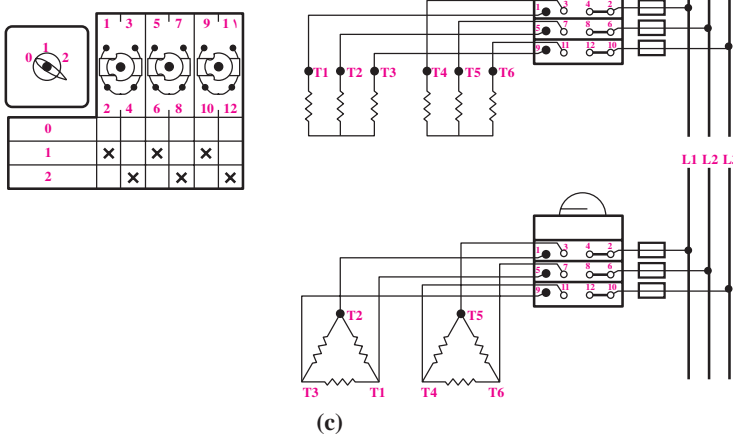 1 3 5 7 9 1\
0 1 2
2 4 6 8 10 12
0
1
2
1 3 4 2
5 7 8 6
9 11 12 10
T1 T2 T3 T4 T5 T6
L1 L2 L
1 3 4 2
5 7 8 6
9 11 12 10
T2 T5
T3 T1 T4 T6
(c)